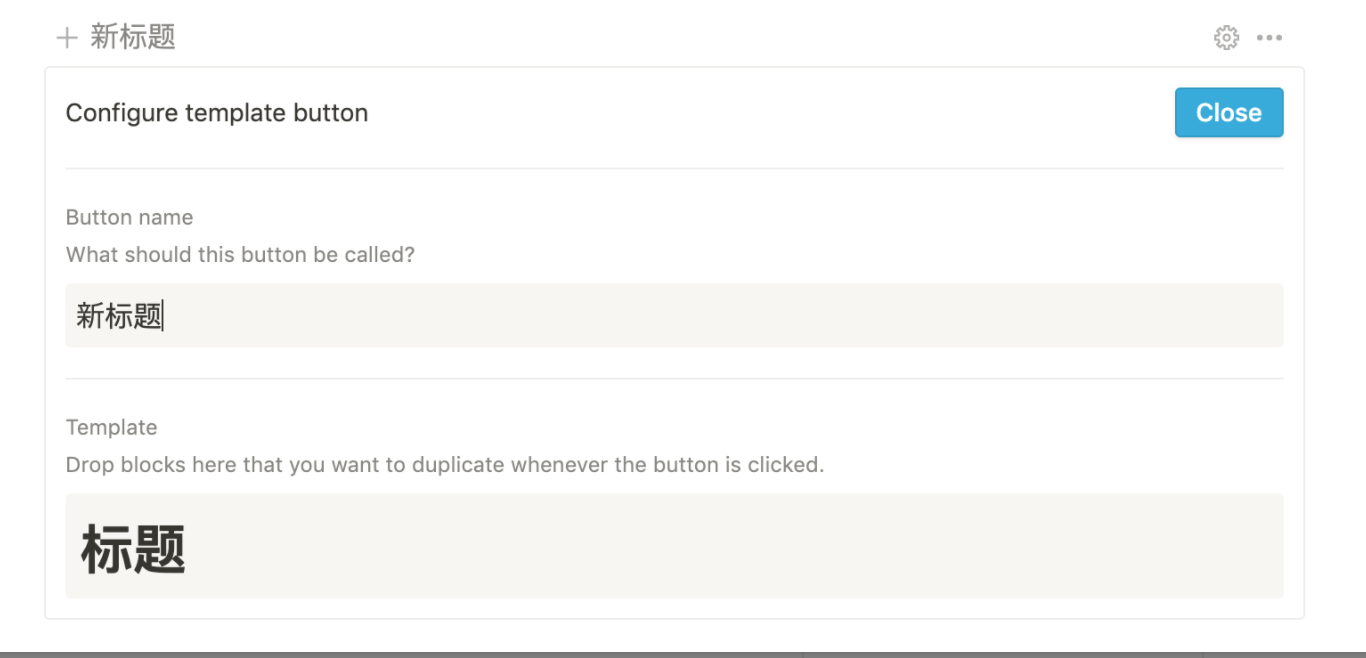 新标题
Configure template button
Close
Button name
What should this button be called?
新标题
Template
Drop blocks here that you want to duplicate whenever the button is clicked.
标题